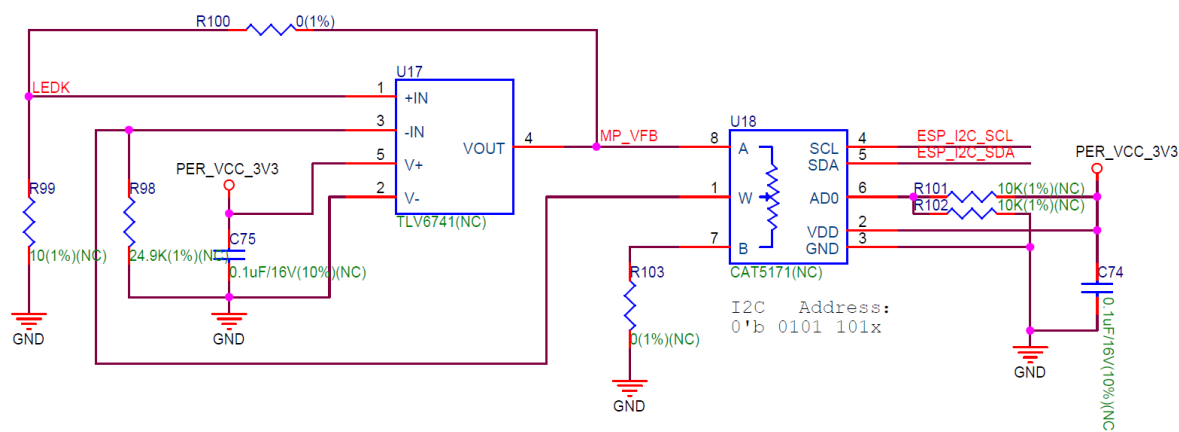 R100 0(1%)
U17
LEDK 1 +IN
3 -IN
VOUT 4 MP_VFB
5 V+
2 V-
TLV6741(NC)
PER_VCC_3V3
R99
10(1%)(NC)
R98
24.9K(1%)(NC)
C75
0.1uF/16V(10%)(NC)
GND
GND
U18
8 A SCL 4 ESP_I2C_SCL
SDA 5 ESP_I2C_SDA
1 W AD0 6
VDD 2
7 B GND 3
CAT5171(NC)
PER_VCC_3V3
R101 10K(1%)(NC)
R102 10K(1%)(NC)
R103
0(1%)(NC)
GND
I2C Address:
0'b 0101 101x
C74
0.1uF/16V(10%)(NC
GND